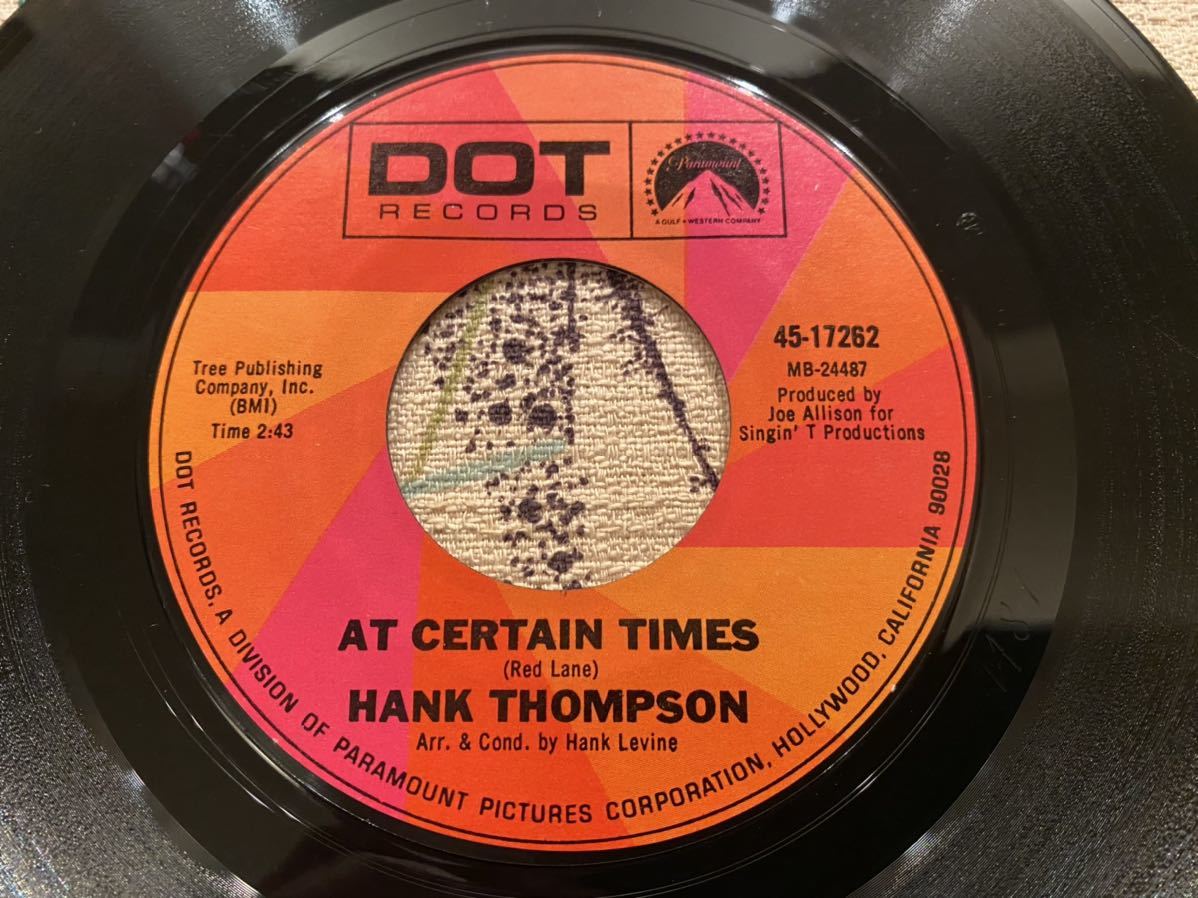 DOT
RECORDS
Paramount
A GULF + WESTERN COMPANY
Tree Publishing
Company, Inc.
(BMI)
Time 2:43
45-17262
MB-24487
Produced by
Joe Allison for
Singin' T Productions
AT CERTAIN TIMES
(Red Lane)
HANK THOMPSON
Arr. & Cond. by Hank Levine
DOT RECORDS, A DIVISION OF PARAMOUNT PICTURES CORPORATION, HOLLYWOOD, CALIFORNIA 90028